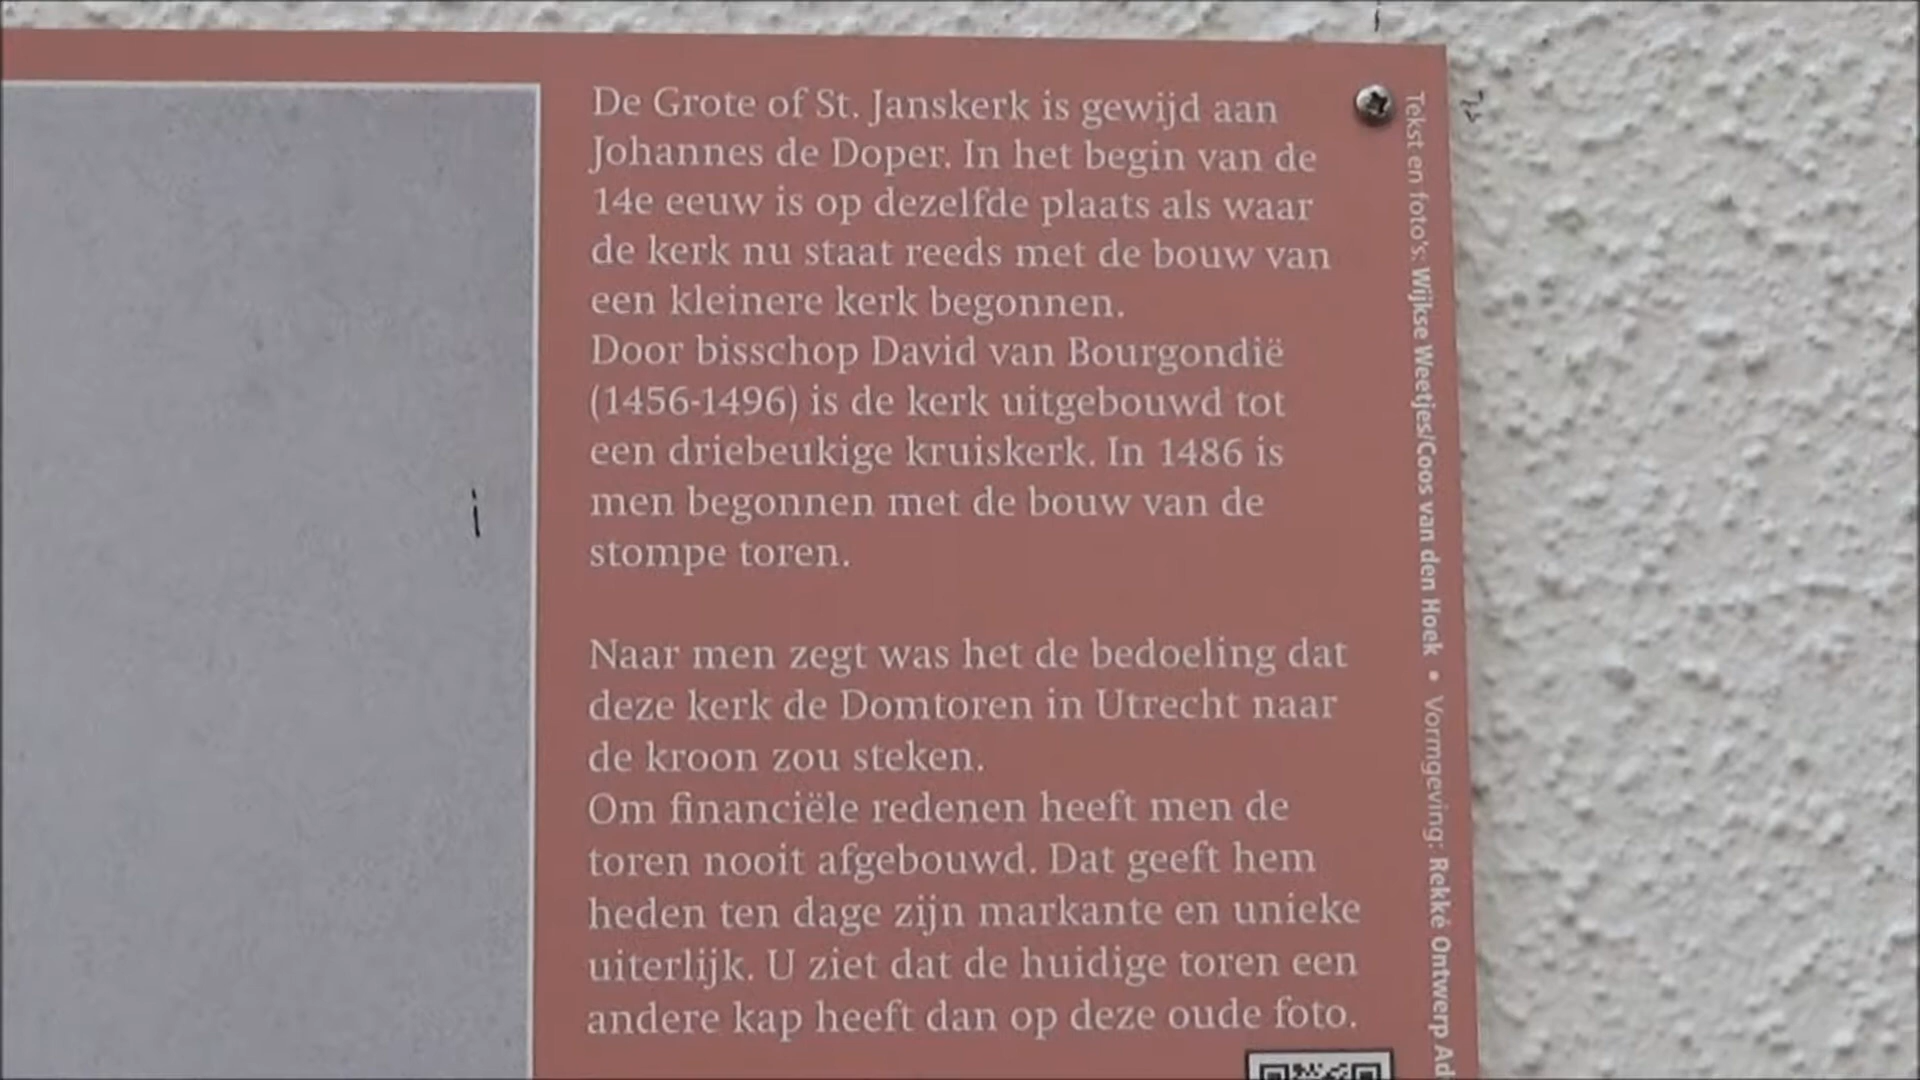 De Grote of St. Janskerk is gewijd aan
Johannes de Doper. In het begin van de
14e eeuw is op dezelfde plaats als waar
de kerk nu staat reeds met de bouw van
een kleinere kerk begonnen.
Door bisschop David van Bourgondië
(1456-1496) is de kerk uitgebouwd tot
een driebeukige kruiskerk. In 1486 is
men begonnen met de bouw van de
stompe toren.
Naar men zegt was het de bedoeling dat
deze kerk de Domtoren in Utrecht naar
de kroon zou steken.
Om financiële redenen heeft men de
toren nooit afgebouwd. Dat geeft hem
heden ten dage zijn markante en unieke
uiterlijk. U ziet dat de huidige toren een
andere kap heeft dan op deze oude foto.
Tekst en foto's: Wijkse Weetjes/Coos van den Hoek • Vormgeving: Rekké Ontwerp